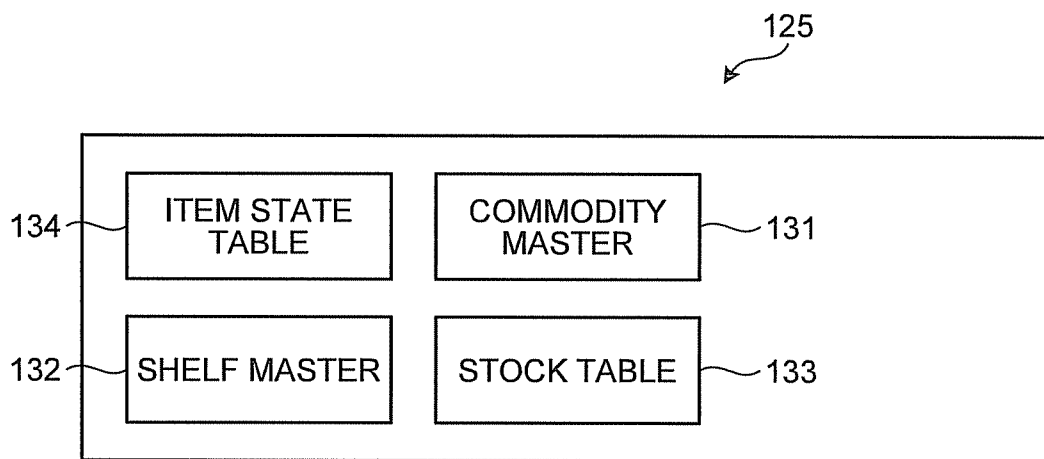 125
134
ITEM STATE
TABLE
COMMODITY
MASTER
131
132
SHELF MASTER
STOCK TABLE
133